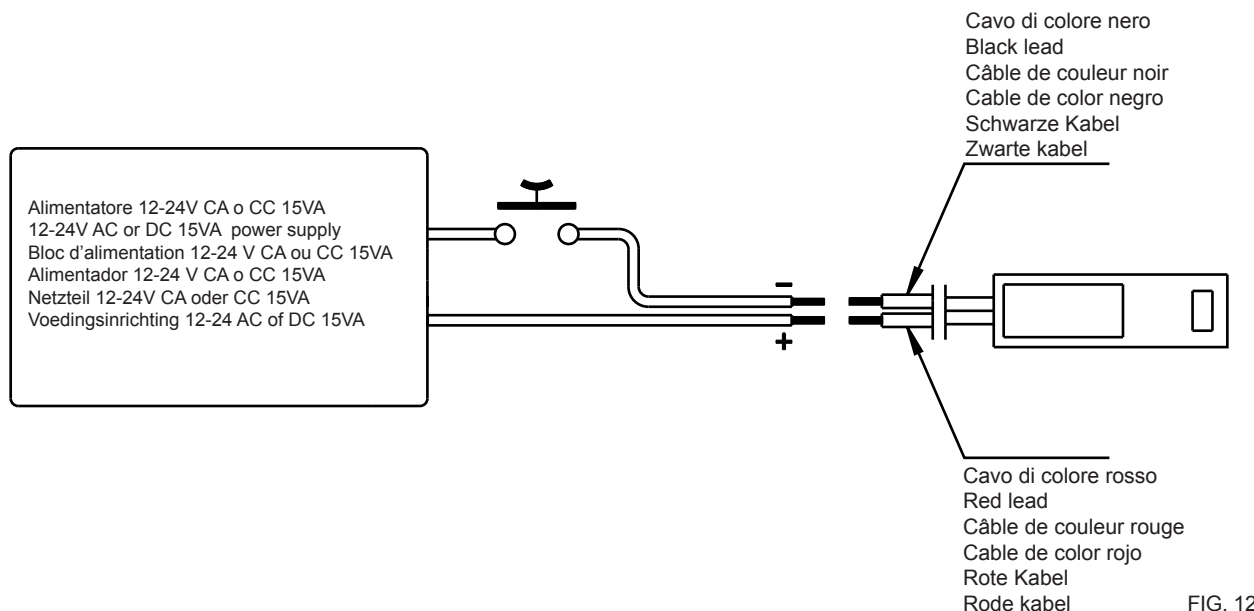 Cavo di colore nero
Black lead
Câble de couleur noir
Cable de color negro
Schwarze Kabel
Zwarte kabel
Alimentatore 12-24V CA o CC 15VA
12-24V AC or DC 15VA power supply
Bloc d'alimentation 12-24 V CA ou CC 15VA
Alimentador 12-24 V CA o CC 15VA
Netzteil 12-24V CA oder CC 15VA
Voedingsinrichting 12-24 AC of DC 15VA
-
+
Cavo di colore rosso
Red lead
Câble de couleur rouge
Cable de color rojo
Rote Kabel
Rode kabel
FIG. 12